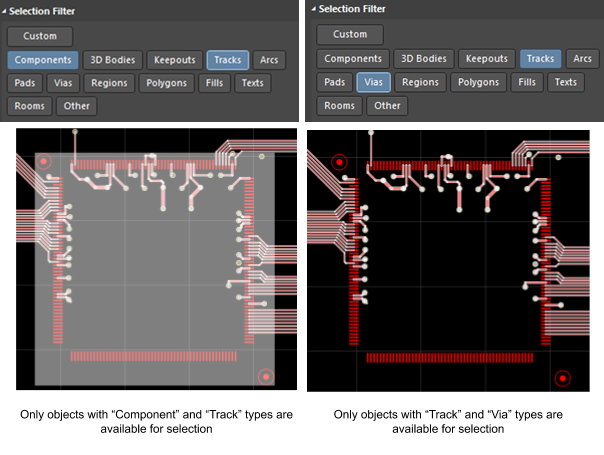 Selection Filter
Custom
Components 3D Bodies Keepouts Tracks Arcs
Pads Vias Regions Polygons Fills Texts
Rooms Other
Selection Filter
Custom
Components 3D Bodies Keepouts Tracks Arcs
Pads Vias Regions Polygons Fills Texts
Rooms Other
Only objects with “Component” and “Track” types are
available for selection
Only objects with “Track” and “Via” types are
available for selection